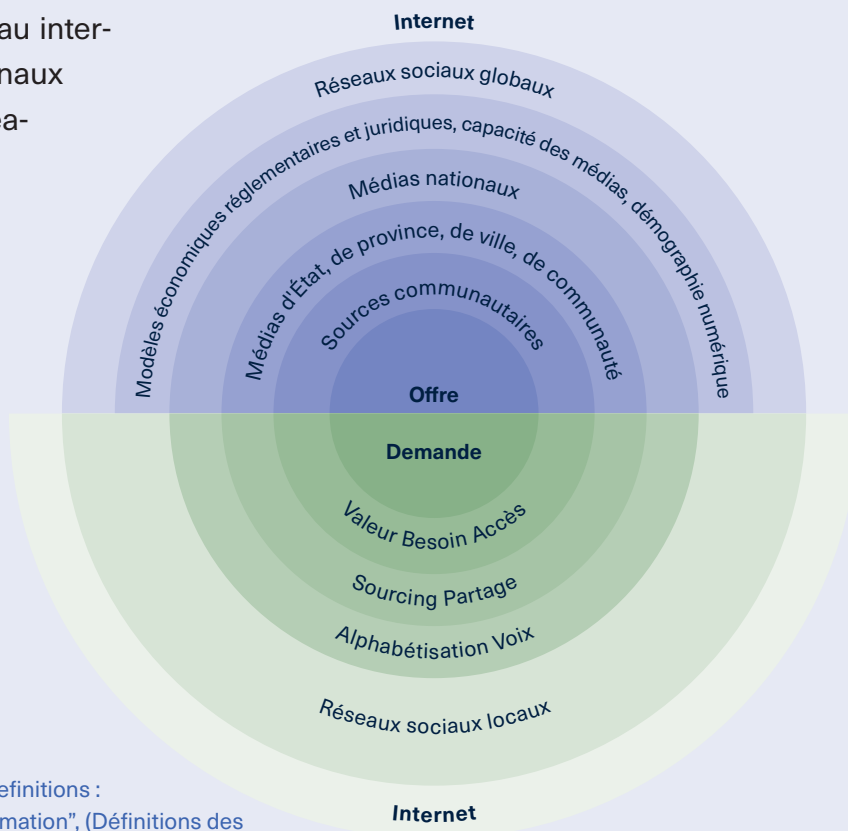 au inter-
naux
éa-
Internet
Réseaux sociaux globaux
Modèles économiques réglementaires et juridiques, capacité des médias, démographie numérique
Médias nationaux
Médias d'État, de province, de ville, de communauté
Sources communautaires
Offre
Demande
Valeur Besoin Accès
Sourcing Partage
Alphabétisation Voix
Réseaux sociaux locaux
Internet
efinitions :
mation”, (Définitions des